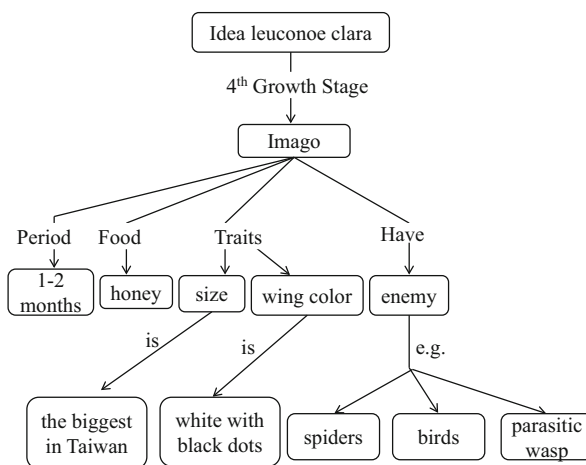 Idea leuconoe clara
4th Growth Stage
Imago
Period Food Traits Have
1-2
months
honey
size
wing color
enemy
is
is
e.g.
the biggest
in Taiwan
white with
black dots
spiders
birds
parasitic
wasp